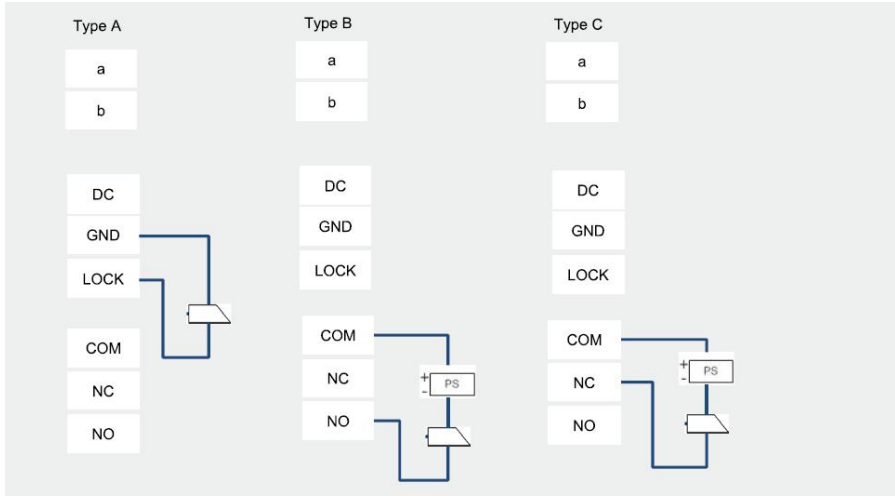 Type A
a
b
DC
GND
LOCK
COM
NC
NO
Type B
a
b
DC
GND
LOCK
COM
NC
NO
+
-
PS
Type C
a
b
DC
GND
LOCK
COM
NC
NO
+
-
PS